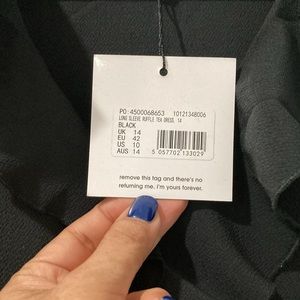 PO: 4500068653 10121348006
LONG SLEEVE RUFFLE TEA DRESS, 14
BLACK
UK 14
EU 42
US 10
AUS 14
5 057702 133029
remove this tag and there's no
returning me. I'm yours forever.